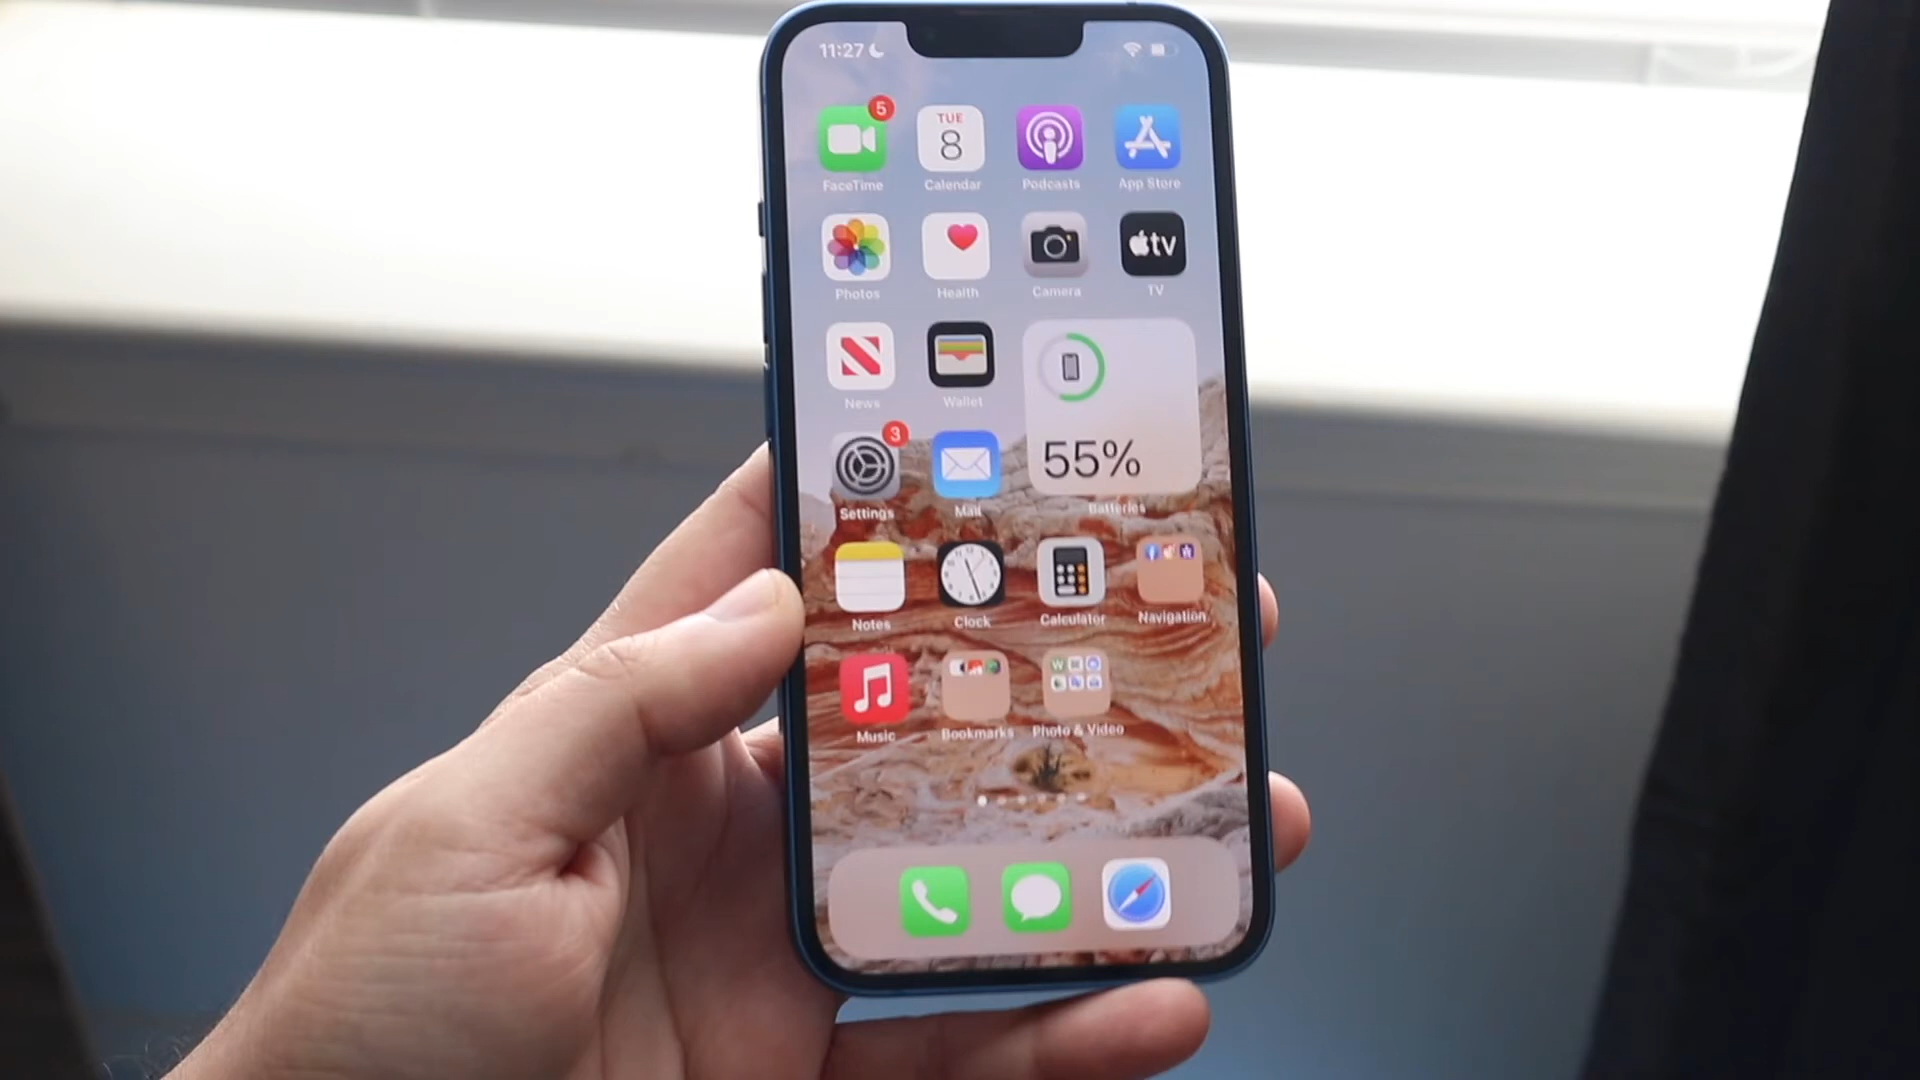 11:27
5
TUE
8
FaceTime Calendar Podcasts App Store
tv
Photos Health Camera TV
News Wallet
3
55%
Settings Mail Batteries
Notes Clock Calculator Navigation
Music Bookmarks Photo & Video